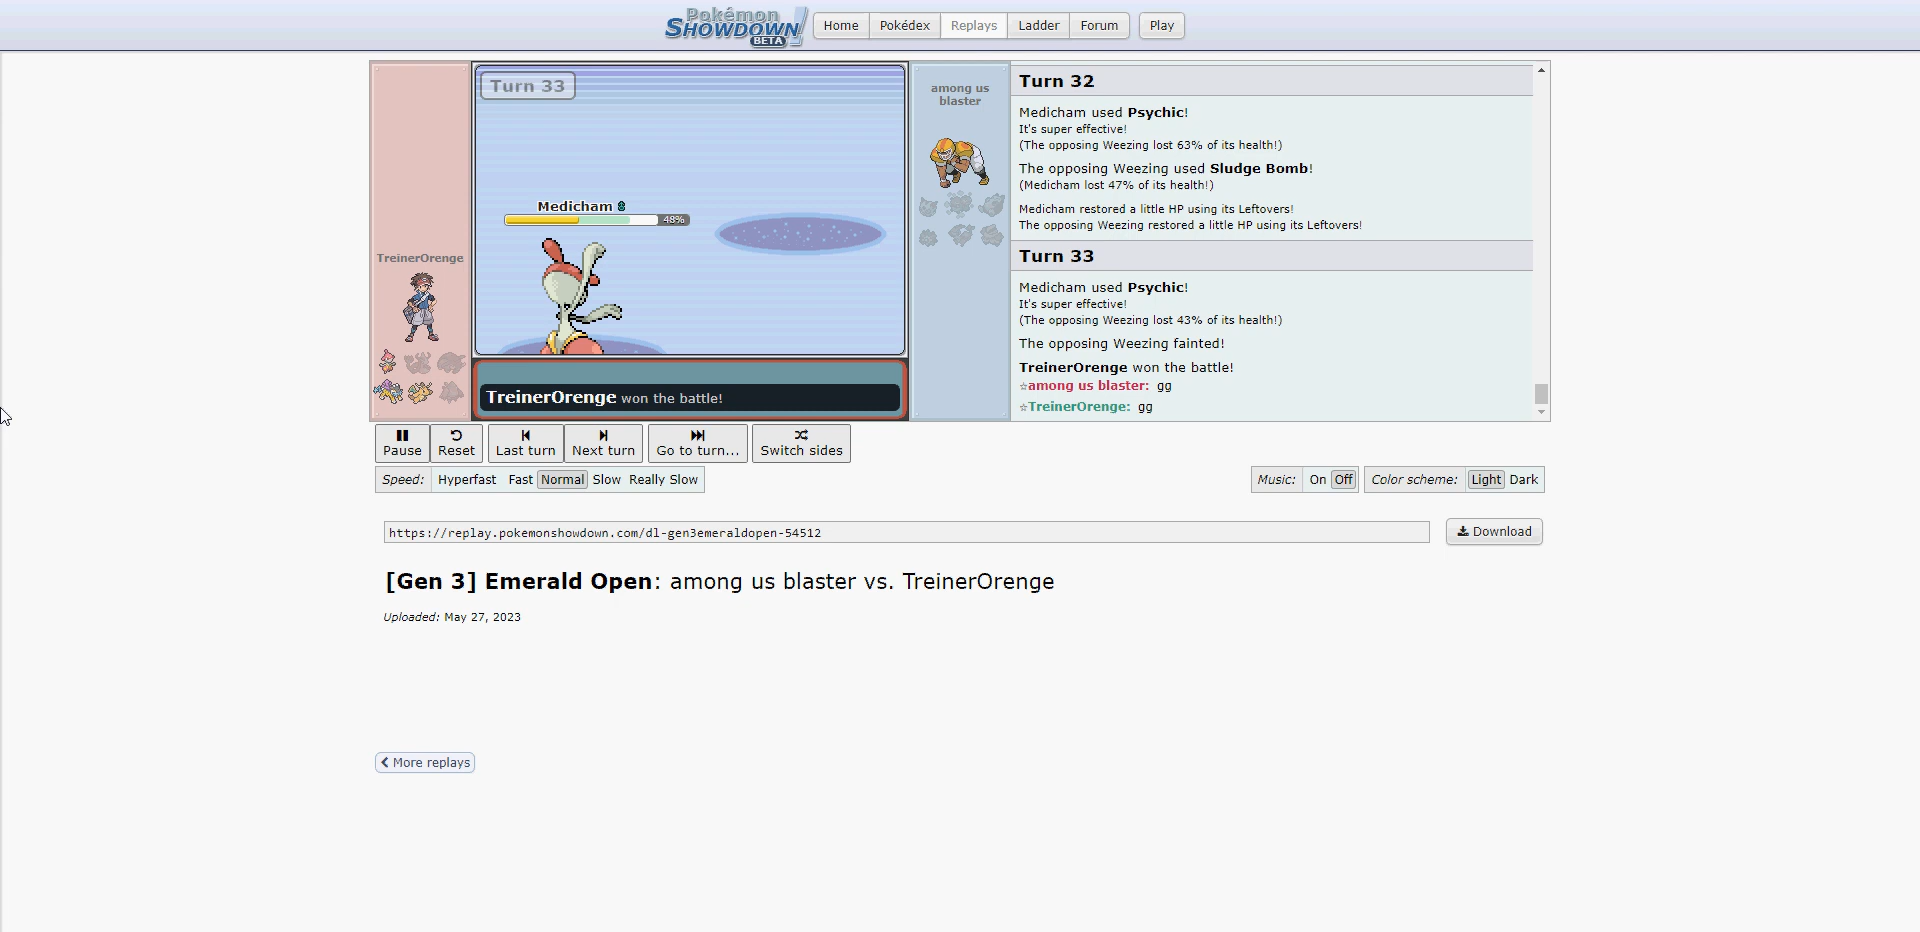 Pokémon
SHOWDOWN!
BETA
Home
Pokédex
Replays
Ladder
Forum
Play
Turn 33
Medicham
48%
TreinerOrenge
TreinerOrenge won the battle!
among us
blaster
Turn 32
Medicham used Psychic!
It's super effective!
(The opposing Weezing lost 63% of its health!)
The opposing Weezing used Sludge Bomb!
(Medicham lost 47% of its health!)
Medicham restored a little HP using its Leftovers!
The opposing Weezing restored a little HP using its Leftovers!
Turn 33
Medicham used Psychic!
It's super effective!
(The opposing Weezing lost 43% of its health!)
The opposing Weezing fainted!
TreinerOrenge won the battle!
☆among us blaster: gg
☆TreinerOrenge: gg
Pause
Reset
Last turn
Next turn
Go to turn...
Switch sides
Speed: Hyperfast Fast Normal Slow Really Slow
Music: On Off
Color scheme: Light Dark
https://replay.pokemonshowdown.com/dl-gen3emeraldopen-54512
Download
[Gen 3] Emerald Open: among us blaster vs. TreinerOrenge
Uploaded: May 27, 2023
More replays